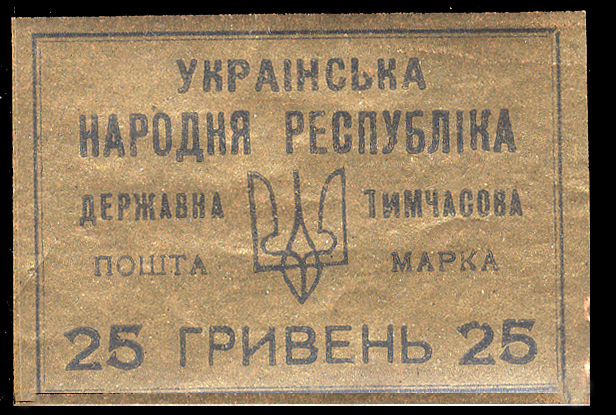 УКРАІНСЬКА
НАРОДНЯ РЕСПУБЛІКА
ДЕРЖАВНА ТИМЧАСОВА
ПОШТА МАРКА
25 ГРИВЕНЬ 25